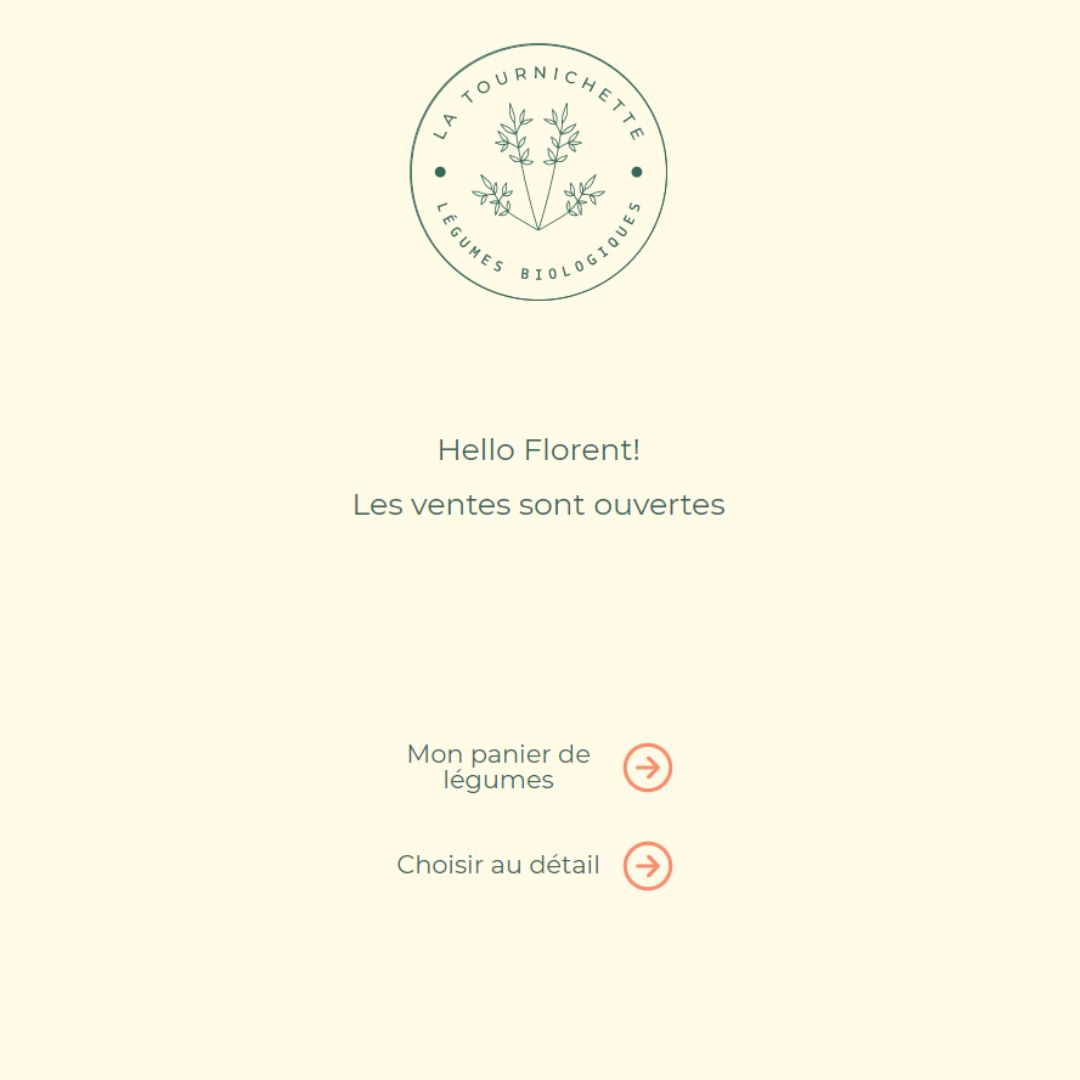 LA TOURNICHETTE
LÉGUMES BIOLOGIQUES
Hello Florent!
Les ventes sont ouvertes
Mon panier de
légumes
Choisir au détail